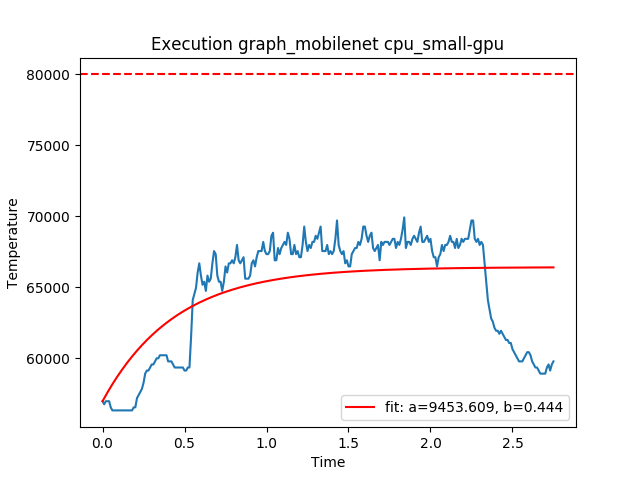 Execution graph_mobilenet cpu_small-gpu
80000
75000
70000
65000
60000
Temperature
0.0 0.5 1.0 1.5 2.0 2.5
Time
fit: a=9453.609, b=0.444